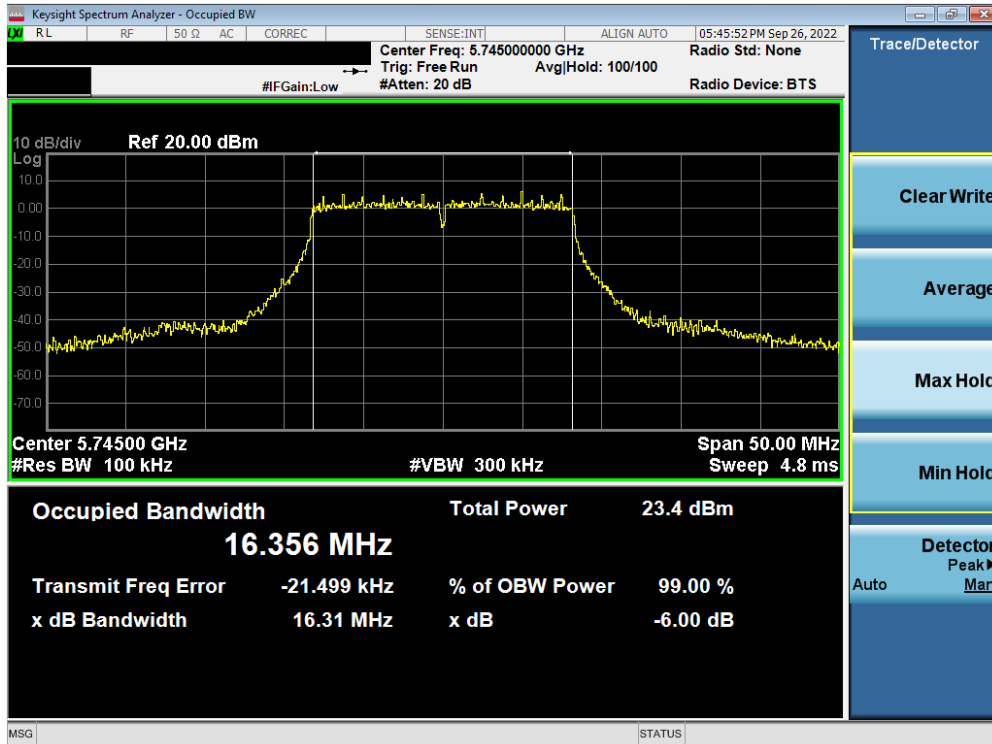 Keysight Spectrum Analyzer - Occupied BW
LXI RL RF 50 Ω AC CORREC SENSE:INT ALIGN AUTO 05:45:52 PM Sep 26, 2022
Center Freq: 5.745000000 GHz Radio Std: None
Trig: Free Run Avg|Hold: 100/100
#IFGain:Low #Atten: 20 dB Radio Device: BTS
Trace/Detector
10 dB/div Ref 20.00 dBm
Log
10.0
0.00
-10.0
-20.0
-30.0
-40.0
-50.0
-60.0
-70.0
Center 5.74500 GHz Span 50.00 MHz
#Res BW 100 kHz #VBW 300 kHz Sweep 4.8 ms
Occupied Bandwidth Total Power 23.4 dBm
16.356 MHz
Transmit Freq Error -21.499 kHz % of OBW Power 99.00 %
x dB Bandwidth 16.31 MHz x dB -6.00 dB
Clear Write
Average
Max Hold
Min Hold
Detector
Peak
Auto Man
MSG STATUS